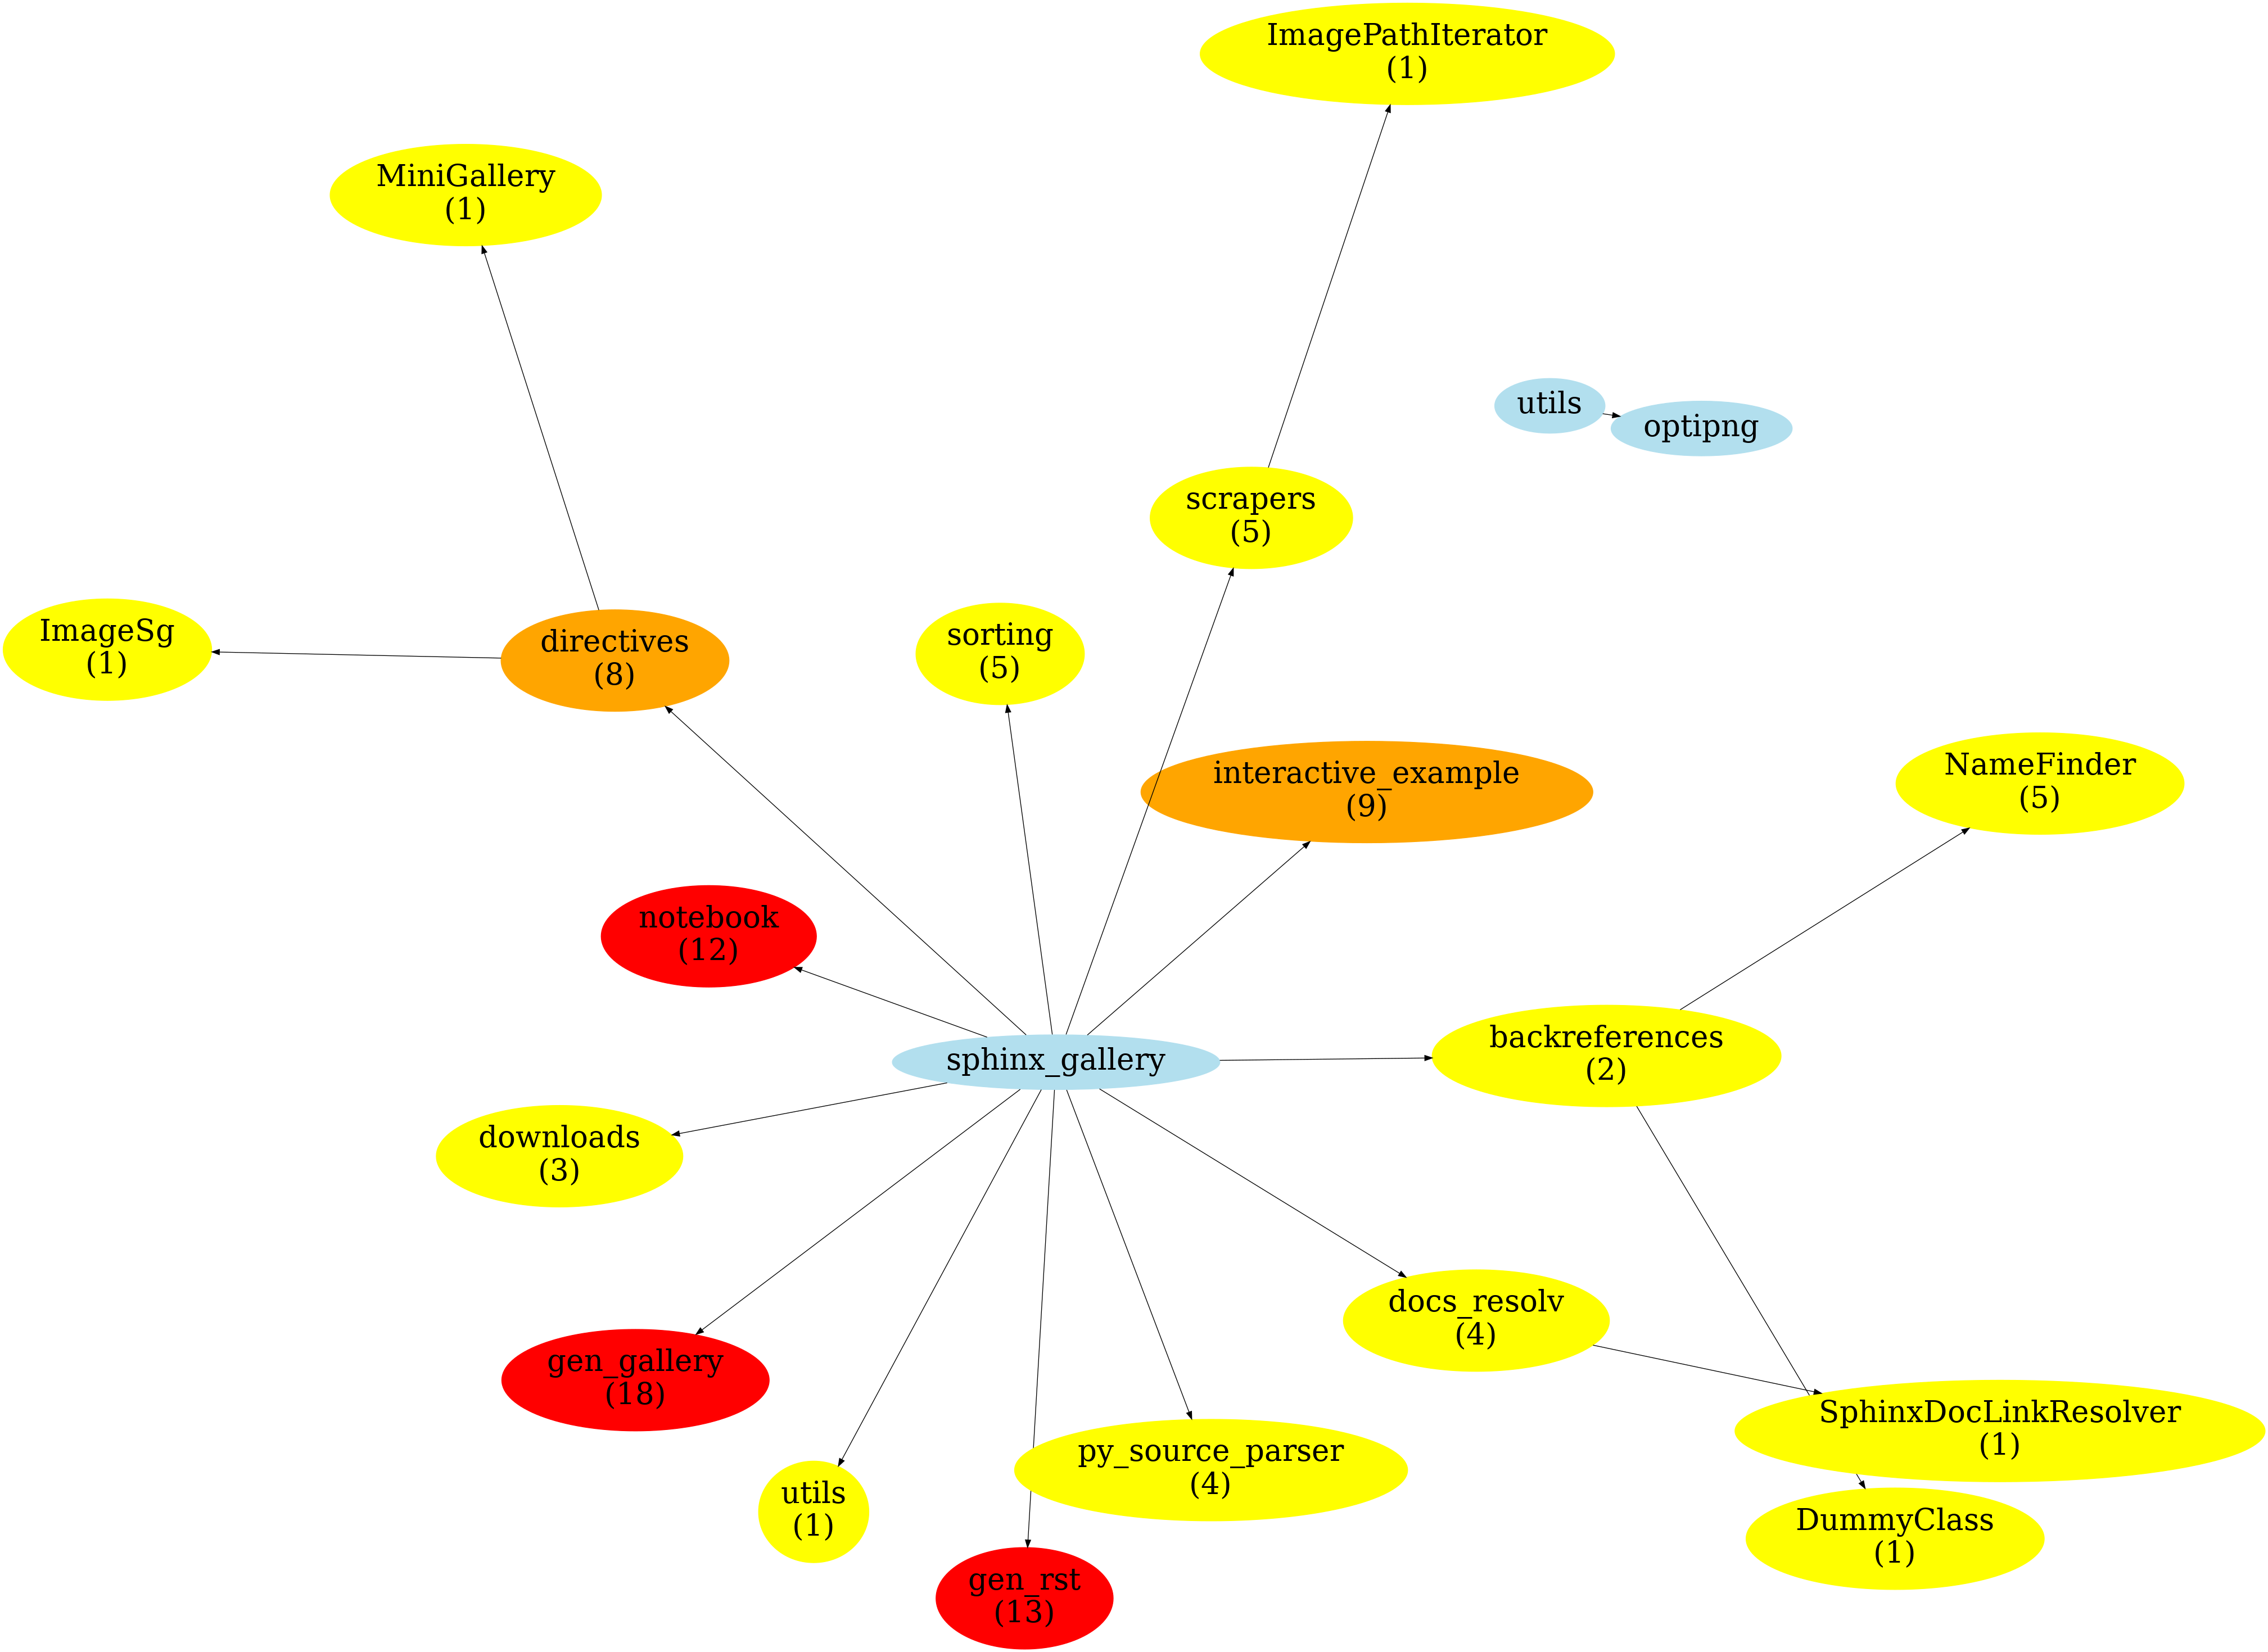 ImagePathIterator
(1)
MiniGallery
(1)
utils
optipng
scrapers
(5)
ImageSg
(1)
directives
(8)
sorting
(5)
interactive_example
(9)
NameFinder
(5)
notebook
(12)
sphinx_gallery
backreferences
(2)
downloads
(3)
docs_resolv
(4)
gen_gallery
(18)
SphinxDocLinkResolver
(1)
py_source_parser
(4)
utils
(1)
DummyClass
(1)
gen_rst
(13)